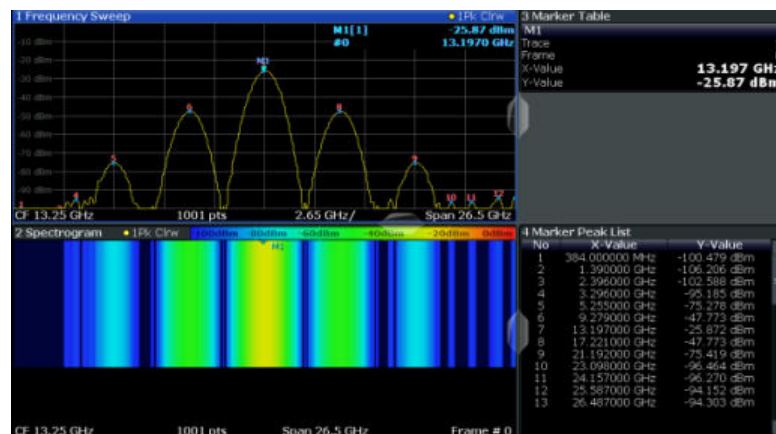 1 Frequency Sweep
1Pk Clrw
M1[1] -25.87 dBm
#0 13.1970 GHz
-10 dBm
-20 dBm
-30 dBm
-40 dBm
-50 dBm
-60 dBm
-70 dBm
-80 dBm
-90 dBm
M1
6
8
5
9
4
10
11
12
1
CF 13.25 GHz 1001 pts 2.65 GHz/ Span 26.5 GHz
2 Spectrogram 1Pk Clrw -100dBm -80dBm -60dBm -40dBm -20dBm 0dBm
M1
CF 13.25 GHz 1001 pts Span 26.5 GHz Frame # 0
3 Marker Table
M1
Trace
Frame
X-Value 13.197 GHz
Y-Value -25.87 dBm
4 Marker Peak List
No X-Value Y-Value
1 384.000000 MHz -100.479 dBm
2 1.390000 GHz -106.206 dBm
3 2.396000 GHz -102.588 dBm
4 3.296000 GHz -95.185 dBm
5 5.255000 GHz -75.278 dBm
6 9.279000 GHz -47.773 dBm
7 13.197000 GHz -25.872 dBm
8 17.221000 GHz -47.773 dBm
9 21.192000 GHz -75.419 dBm
10 23.098000 GHz -96.464 dBm
11 24.157000 GHz -96.270 dBm
12 25.587000 GHz -94.152 dBm
13 26.487000 GHz -94.303 dBm